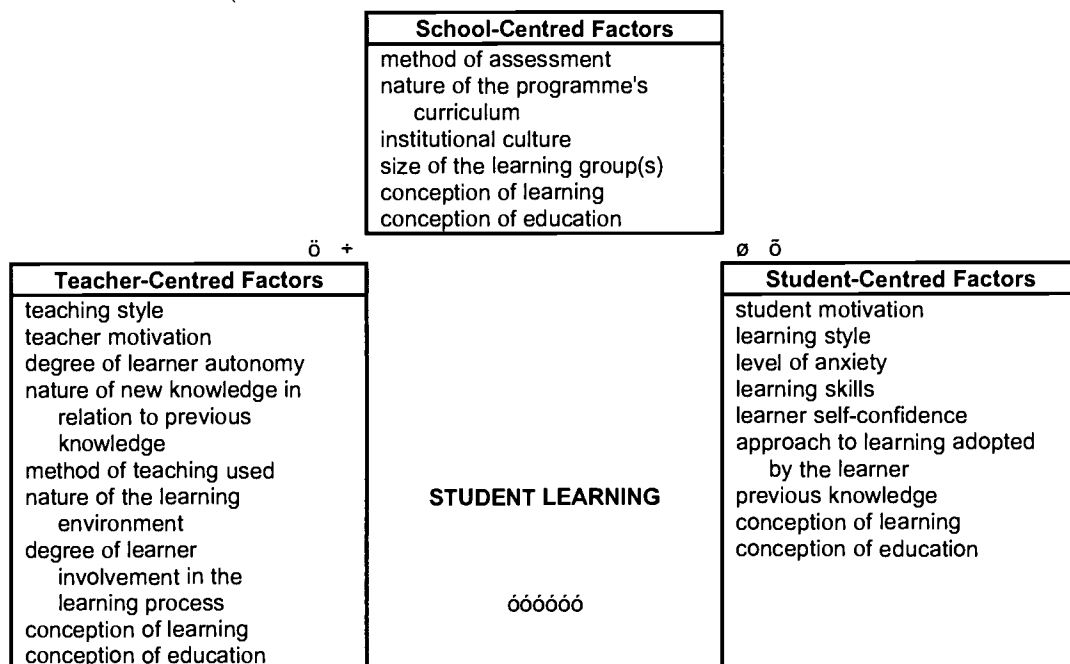 School-Centred Factors
method of assessment
nature of the programme's
curriculum
institutional culture
size of the learning group(s)
conception of learning
conception of education
ö ÷
ø õ
Teacher-Centred Factors
teaching style
teacher motivation
degree of learner autonomy
nature of new knowledge in
relation to previous
knowledge
method of teaching used
nature of the learning
environment
degree of learner
involvement in the
learning process
conception of learning
conception of education
STUDENT LEARNING
óóóóóó
Student-Centred Factors
student motivation
learning style
level of anxiety
learning skills
learner self-confidence
approach to learning adopted
by the learner
previous knowledge
conception of learning
conception of education